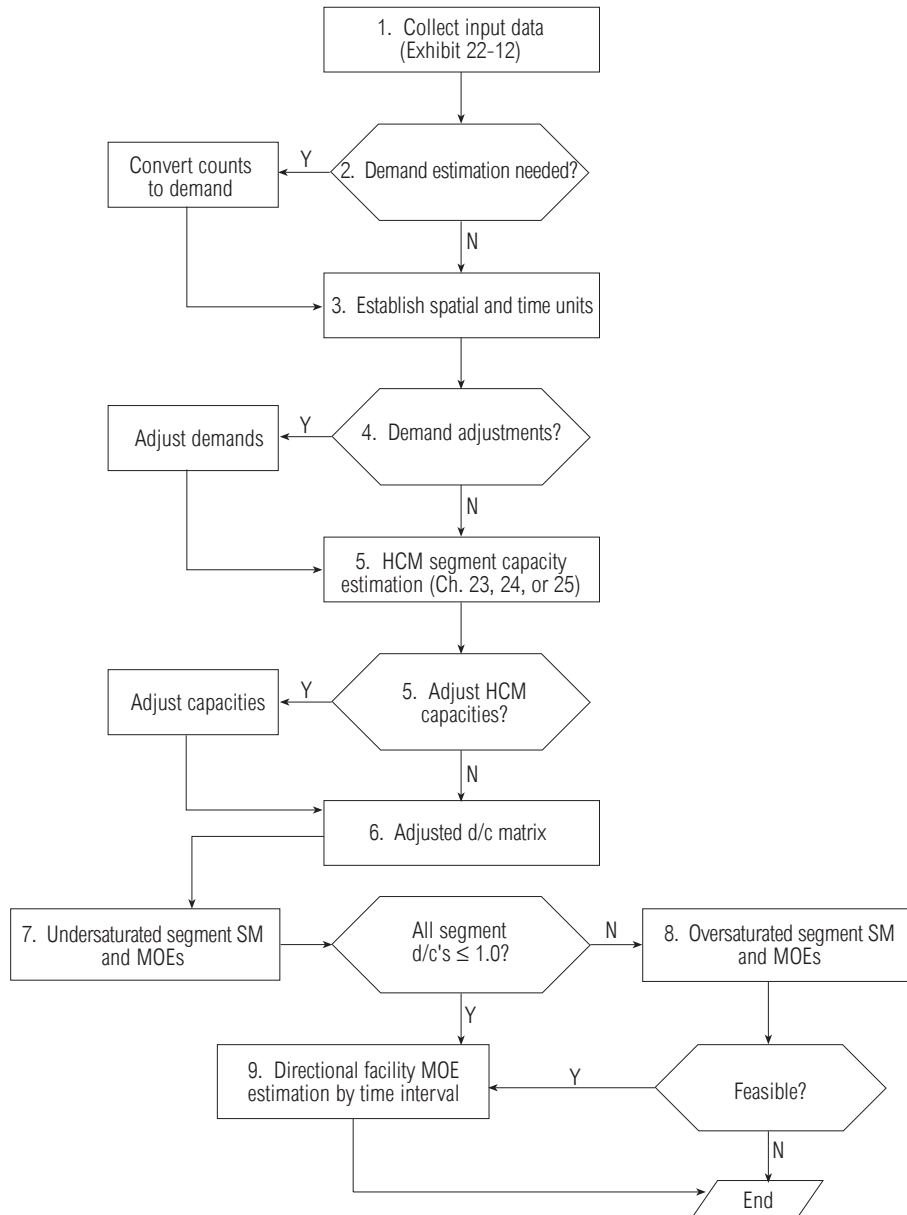 1. Collect input data
(Exhibit 22-12)
Convert counts
to demand
Y
2. Demand estimation needed?
N
3. Establish spatial and time units
Adjust demands
Y
4. Demand adjustments?
N
5. HCM segment capacity
estimation (Ch. 23, 24, or 25)
Adjust capacities
Y
5. Adjust HCM
capacities?
N
6. Adjusted d/c matrix
7. Undersaturated segment SM
and MOEs
All segment
d/c's ≤ 1.0?
N
8. Oversaturated segment SM
and MOEs
Y
9. Directional facility MOE
estimation by time interval
Y
Feasible?
N
End